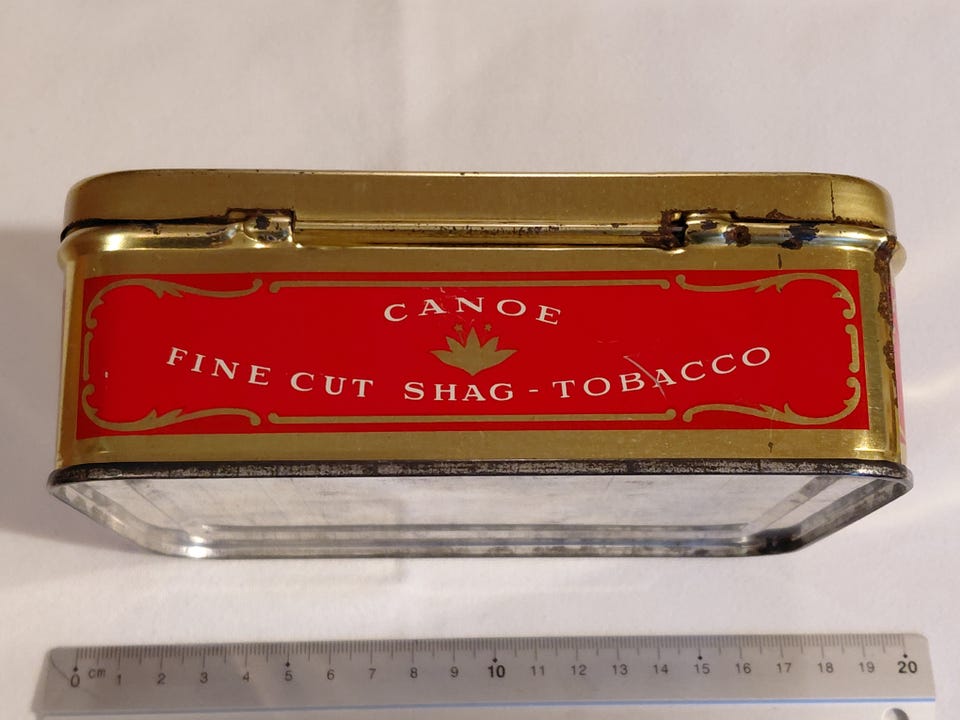 CANOE
FINE CUT SHAG - TOBACCO
0 cm 1 2 3 4 5 6 7 8 9 10 11 12 13 14 15 16 17 18 19 20